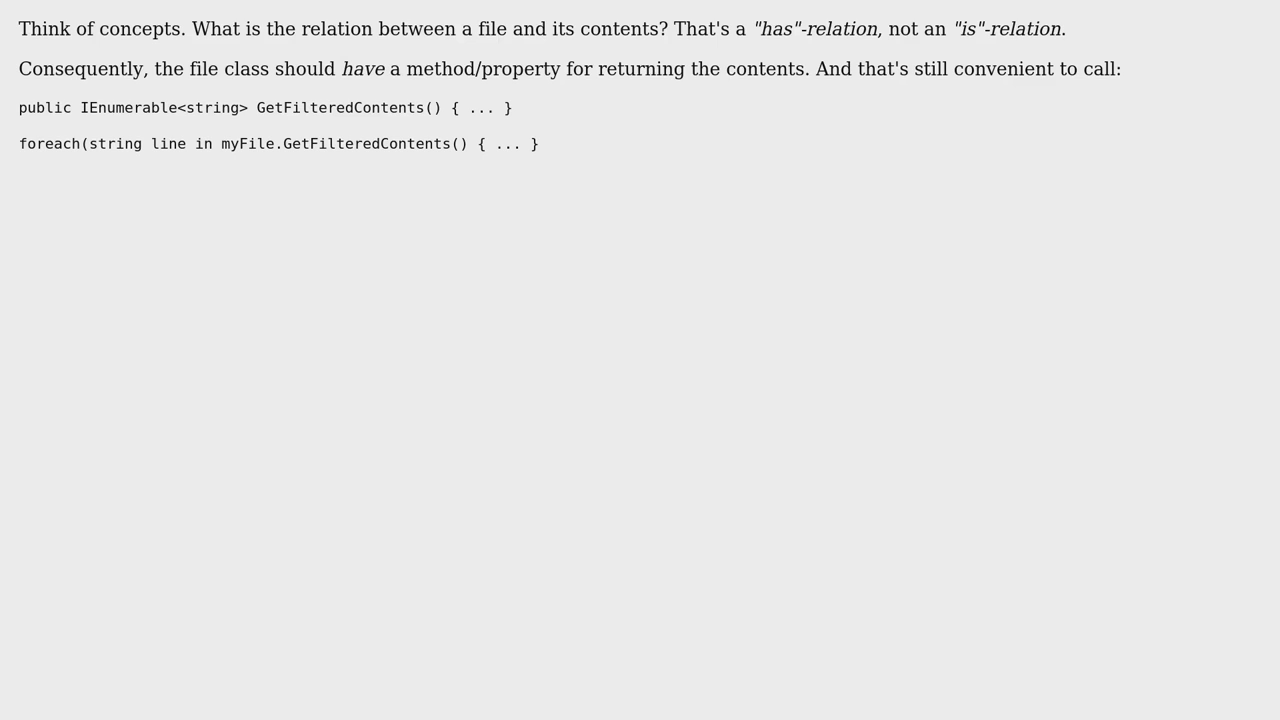 Think of concepts. What is the relation between a file and its contents? That's a "has"-relation, not an "is"-relation.
Consequently, the file class should have a method/property for returning the contents. And that's still convenient to call:
public IEnumerable<string> GetFilteredContents() { ... }
foreach(string line in myFile.GetFilteredContents() { ... }